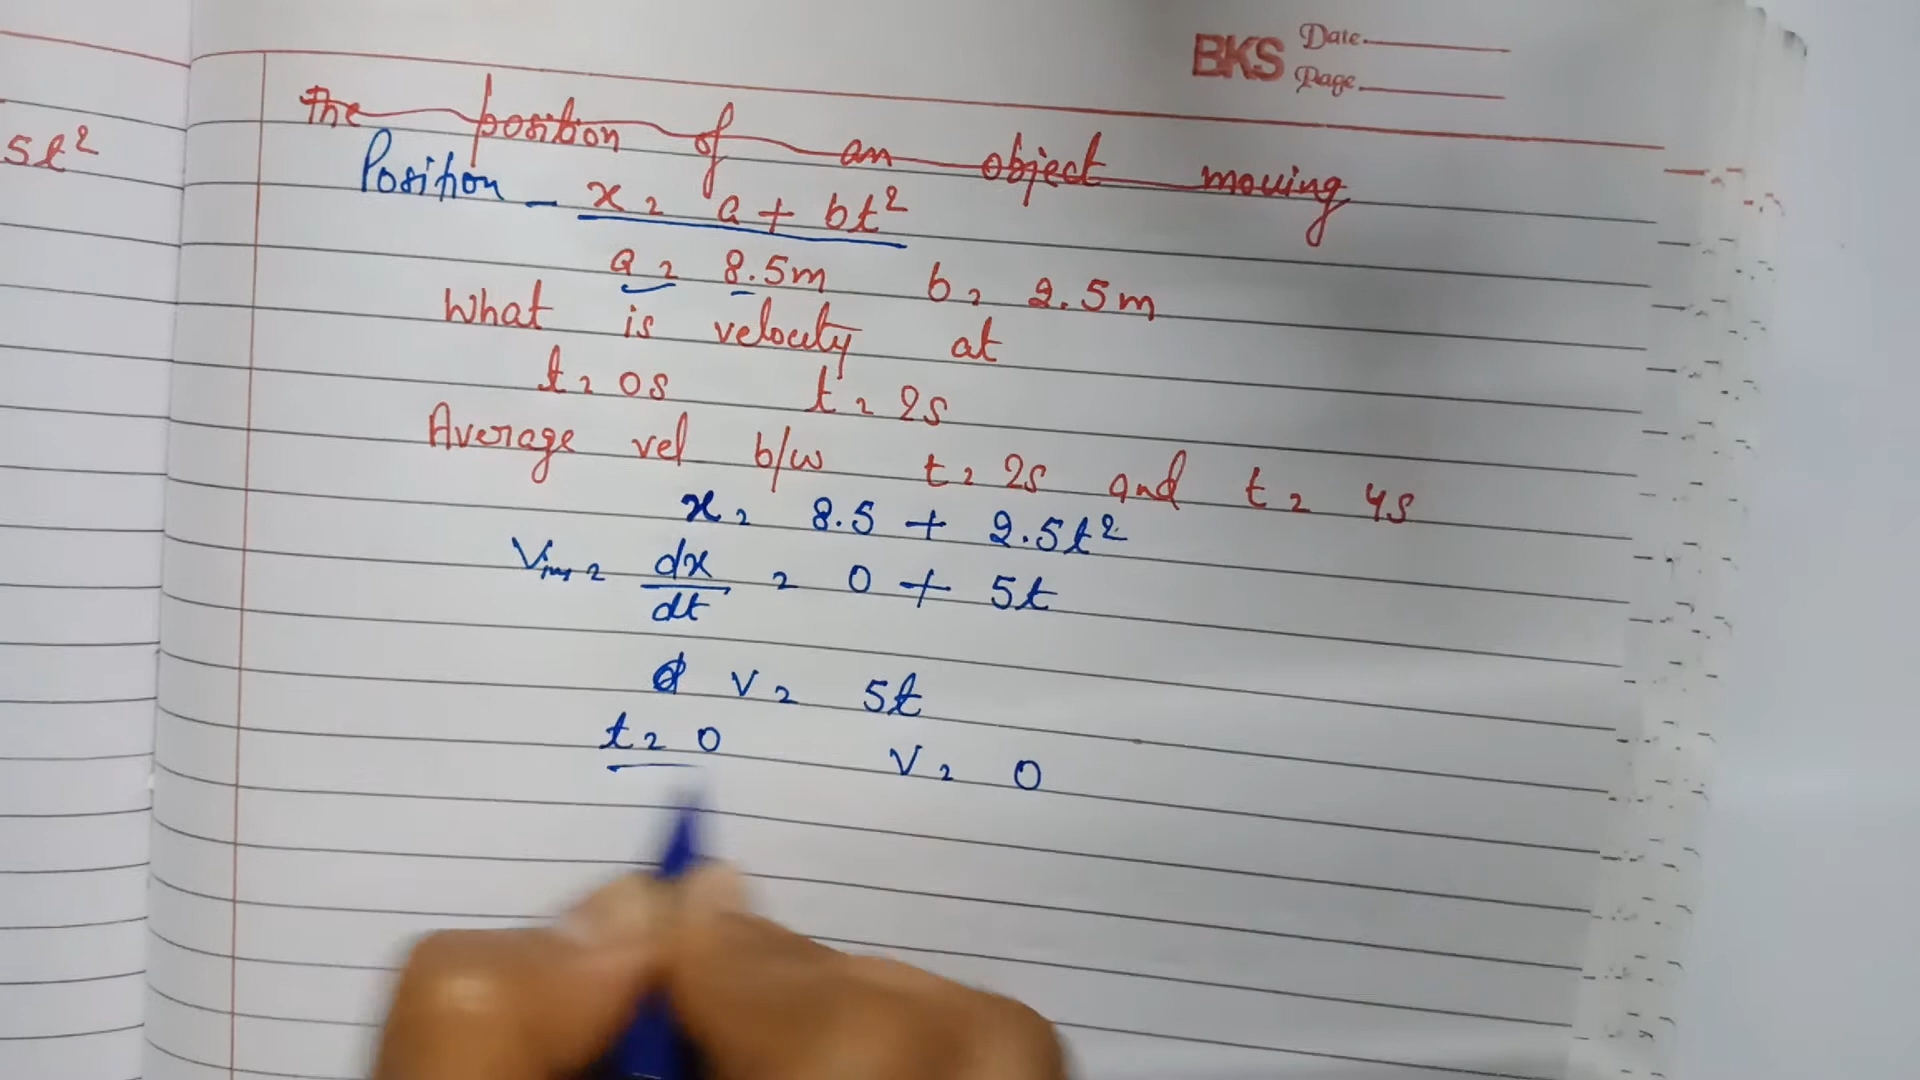 BKS Date
Page
5t²
The position of an object moving
Position - x = a + bt²
a = 8.5m b = 2.5m
What is velocity at
t = 0s t = 2s
Average vel b/w t = 2s and t = 4s
x = 8.5 + 2.5t²
Vins = dx/dt = 0 + 5t
V = 5t
t = 0 V = 0